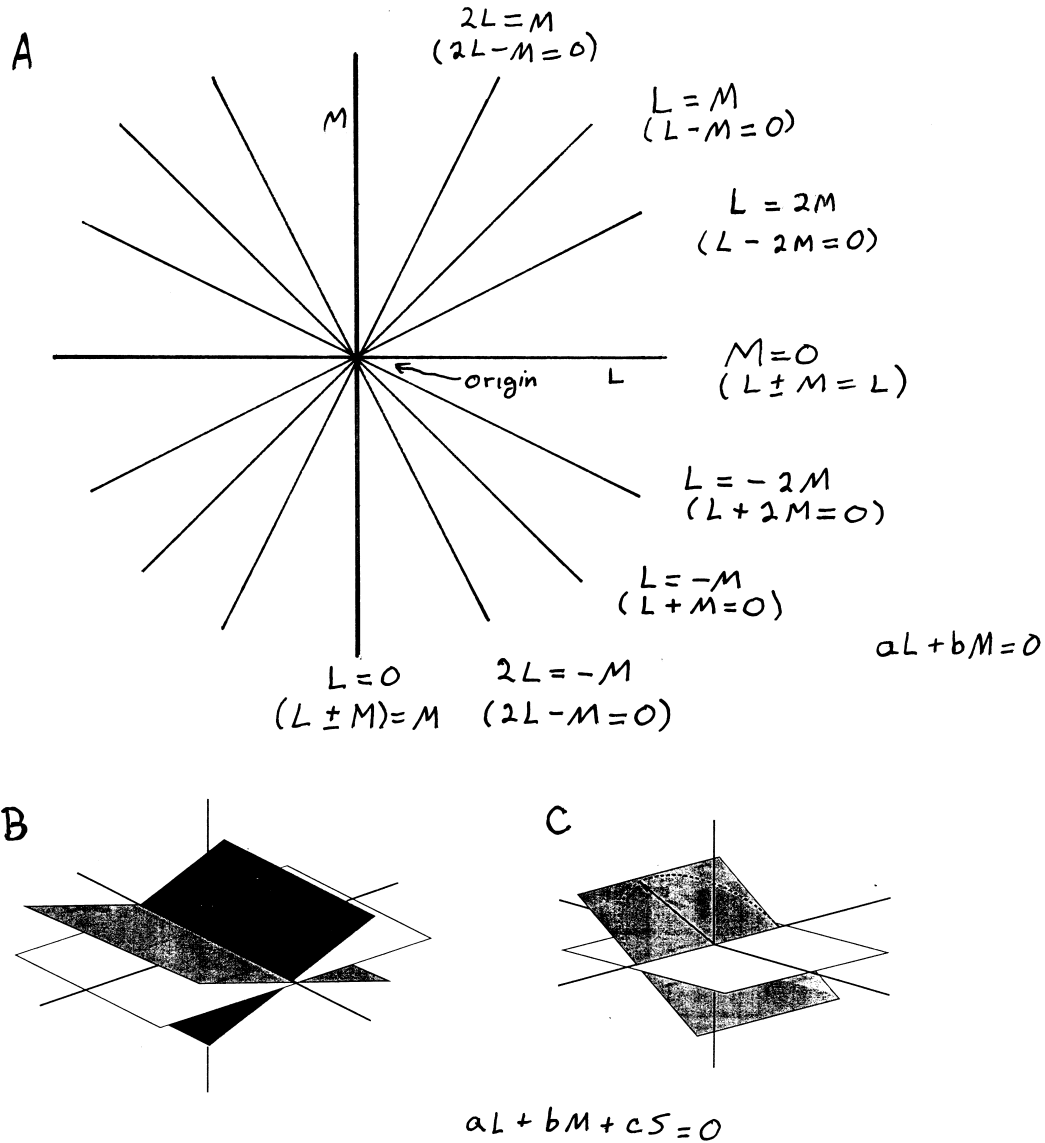 A
2L = M
(2L - M = 0)
M
L = M
(L - M = 0)
L = 2M
(L - 2M = 0)
M = 0
(L ± M = L)
origin
L
L = - 2M
(L + 2M = 0)
L = -M
(L + M = 0)
aL + bM = 0
L = 0
(L ± M) = M
2L = - M
(2L - M = 0)
B
C
aL + bM + cS = 0